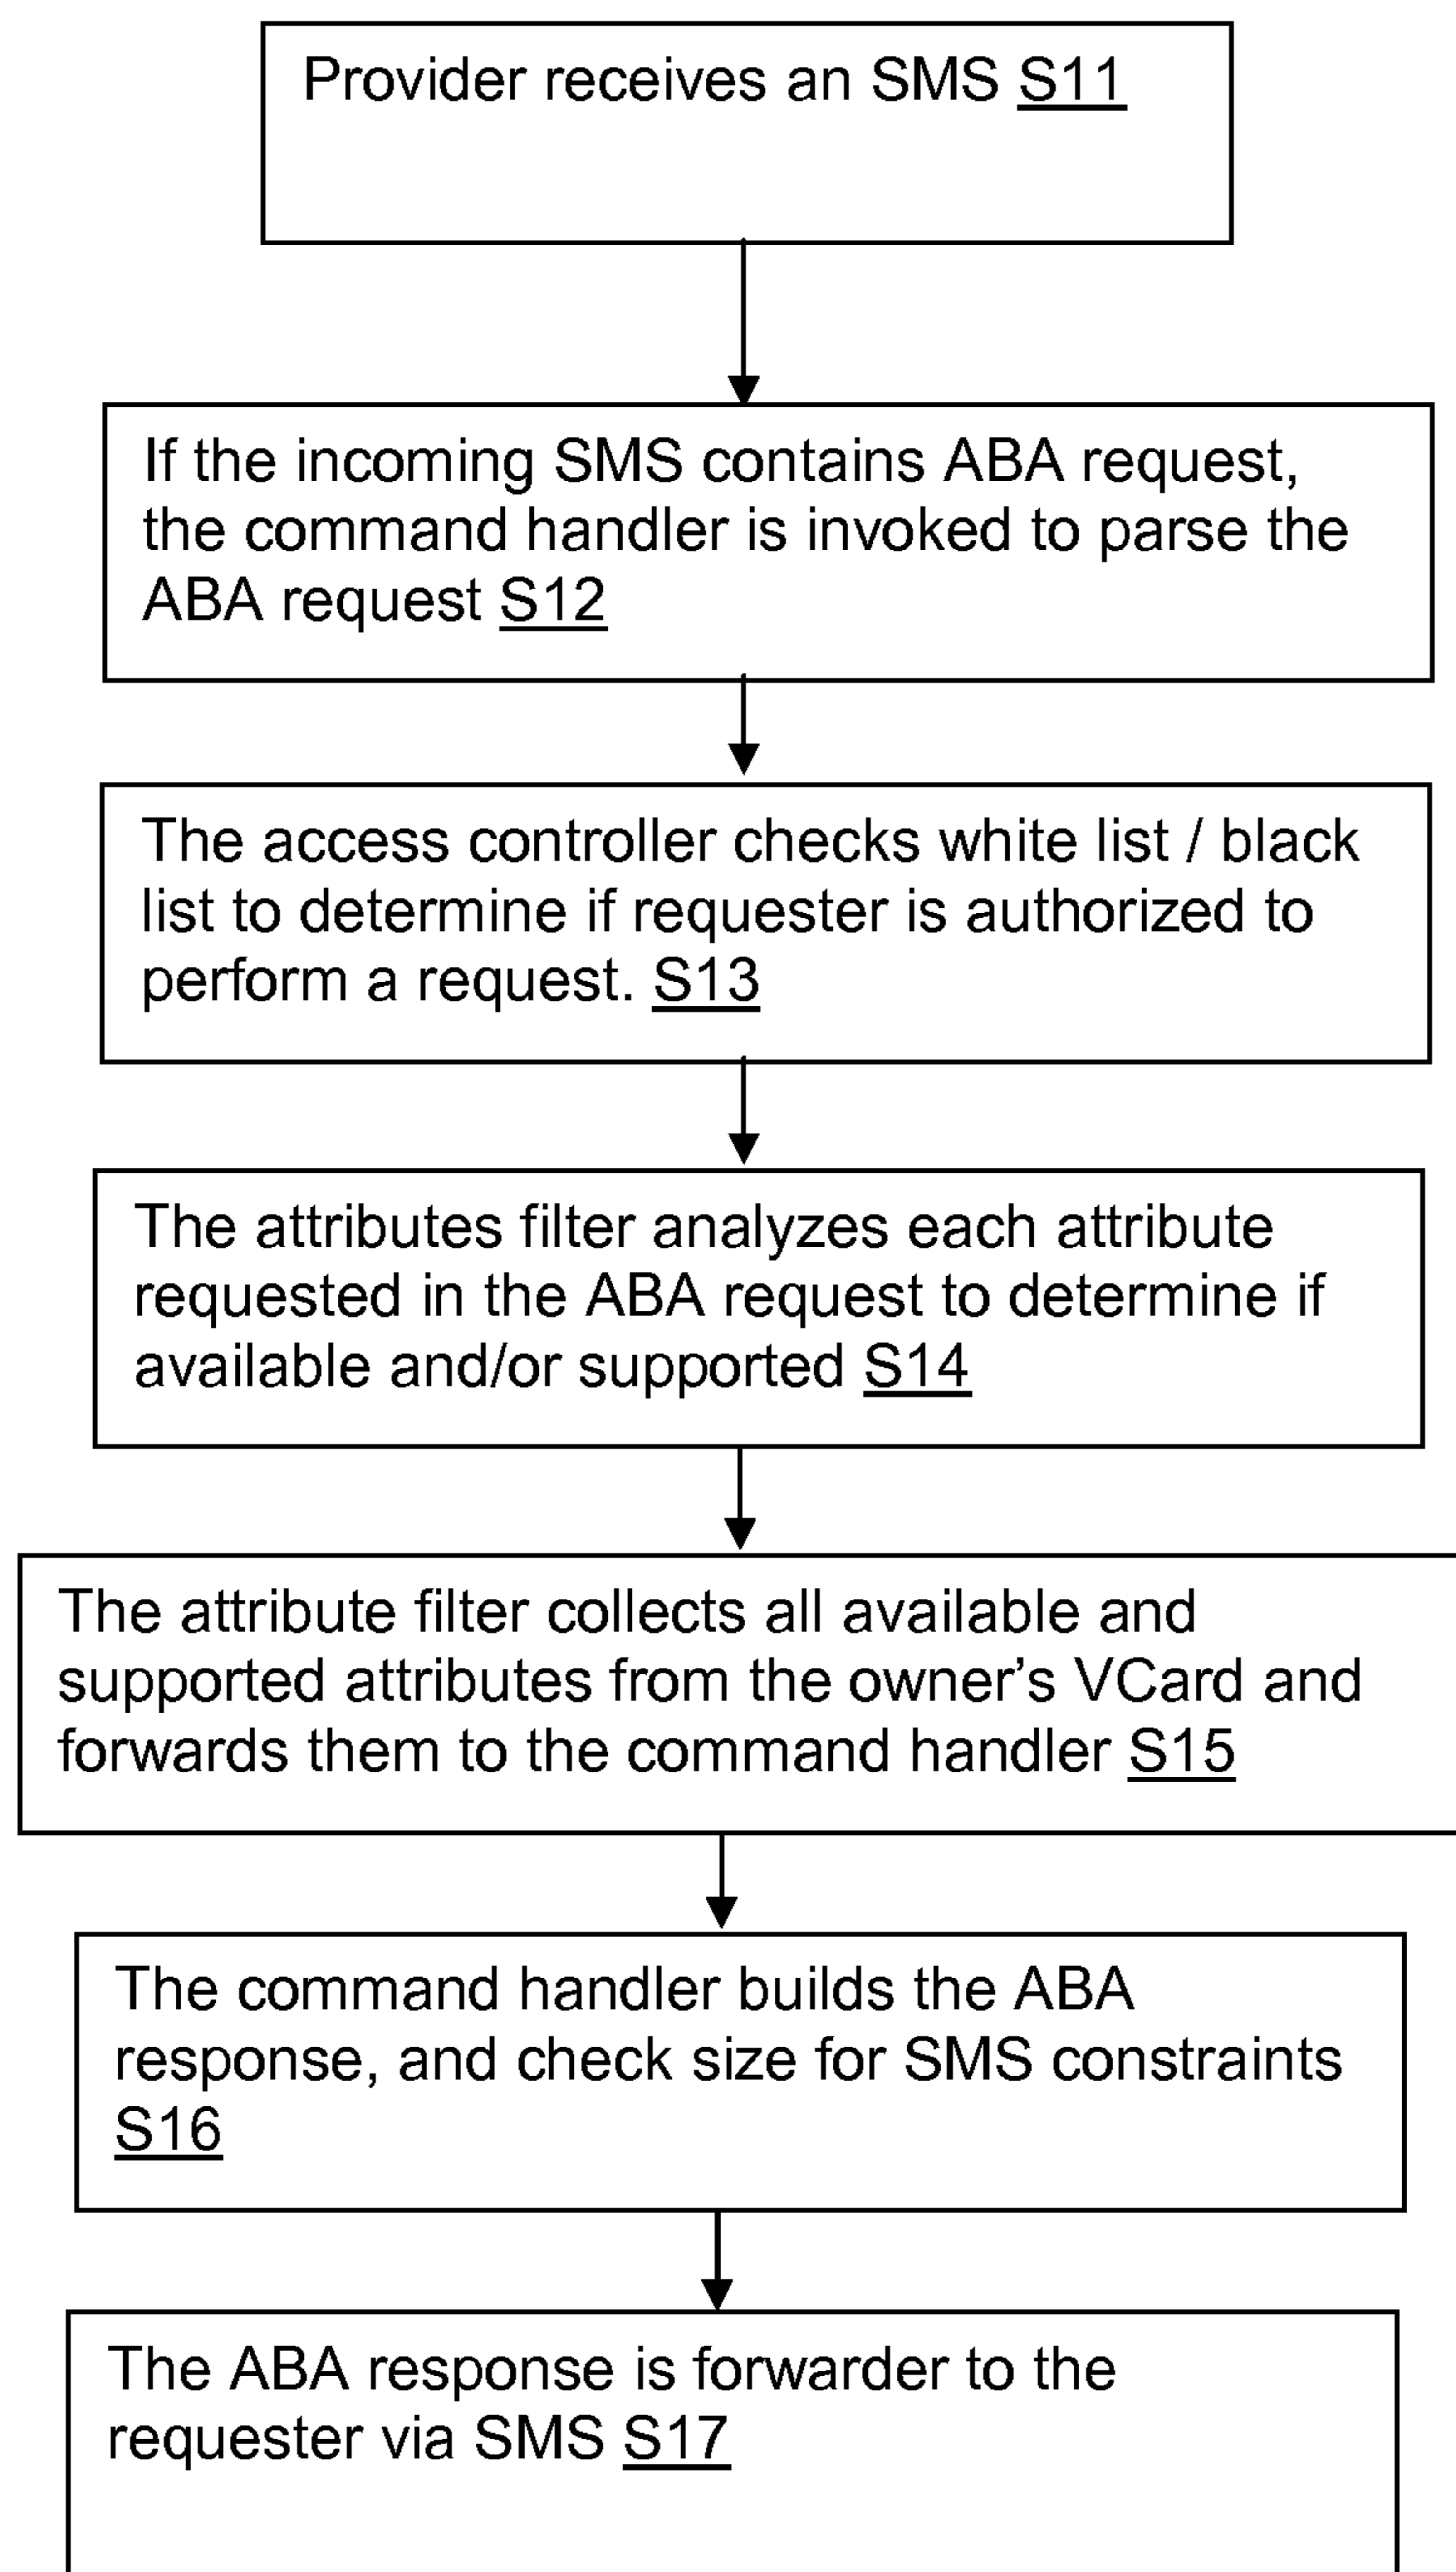 Provider receives an SMS S11
If the incoming SMS contains ABA request,
the command handler is invoked to parse the
ABA request S12
The access controller checks white list / black
list to determine if requester is authorized to
perform a request. S13
The attributes filter analyzes each attribute
requested in the ABA request to determine if
available and/or supported S14
The attribute filter collects all available and
supported attributes from the owner's VCard and
forwards them to the command handler S15
The command handler builds the ABA
response, and check size for SMS constraints
S16
The ABA response is forwarder to the
requester via SMS S17